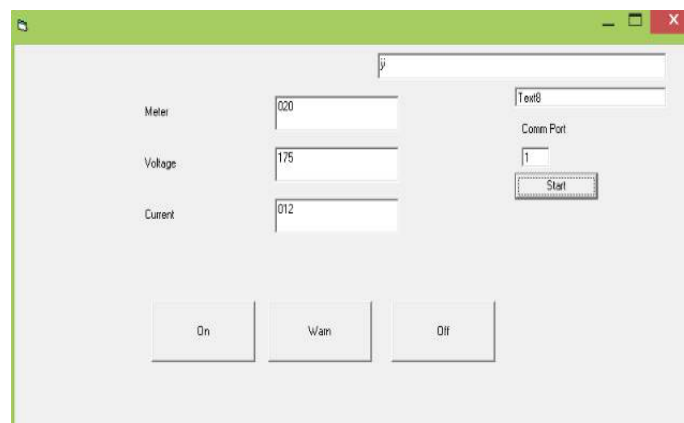 ÿ
Meter
020
Text8
Comm Port
Voltage
175
1
Start
Current
012
On
Warn
Off